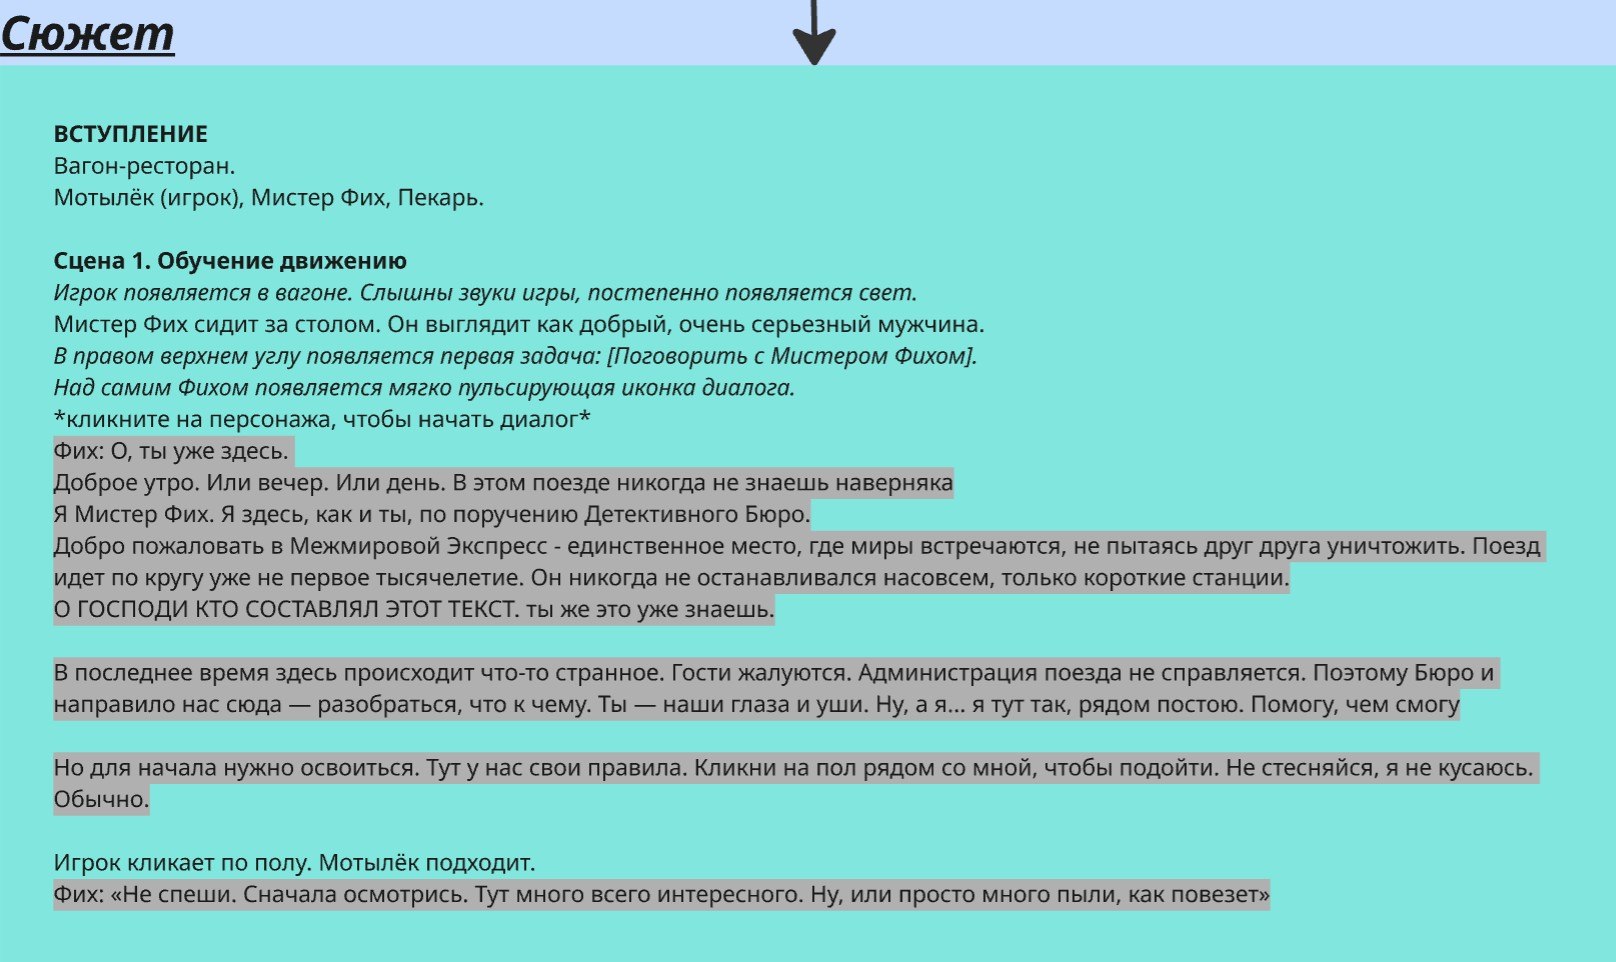 Сюжет
ВСТУПЛЕНИЕ
Вагон-ресторан.
Мотылёк (игрок), Мистер Фих, Пекарь.
Сцена 1. Обучение движению
Игрок появляется в вагоне. Слышны звуки игры, постепенно появляется свет.
Мистер Фих сидит за столом. Он выглядит как добрый, очень серьезный мужчина.
В правом верхнем углу появляется первая задача: [Поговорить с Мистером Фихом].
Над самим Фихом появляется мягко пульсирующая иконка диалога.
*кликните на персонажа, чтобы начать диалог*
Фих: О, ты уже здесь.
Доброе утро. Или вечер. Или день. В этом поезде никогда не знаешь наверняка
Я Мистер Фих. Я здесь, как и ты, по поручению Детективного Бюро.
Добро пожаловать в Межмировой Экспресс - единственное место, где миры встречаются, не пытаясь друг друга уничтожить. Поезд
идет по кругу уже не первое тысячелетие. Он никогда не останавливался насовсем, только короткие станции.
О ГОСПОДИ КТО СОСТАВЛЯЛ ЭТОТ ТЕКСТ. ты же это уже знаешь.
В последнее время здесь происходит что-то странное. Гости жалуются. Администрация поезда не справляется. Поэтому Бюро и
направило нас сюда — разобраться, что к чему. Ты — наши глаза и уши. Ну, а я... я тут так, рядом постою. Помогу, чем смогу
Но для начала нужно освоиться. Тут у нас свои правила. Кликни на пол рядом со мной, чтобы подойти. Не стесняйся, я не кусаюсь.
Обычно.
Игрок кликает по полу. Мотылёк подходит.
Фих: «Не спеши. Сначала осмотрись. Тут много всего интересного. Ну, или просто много пыли, как повезет»